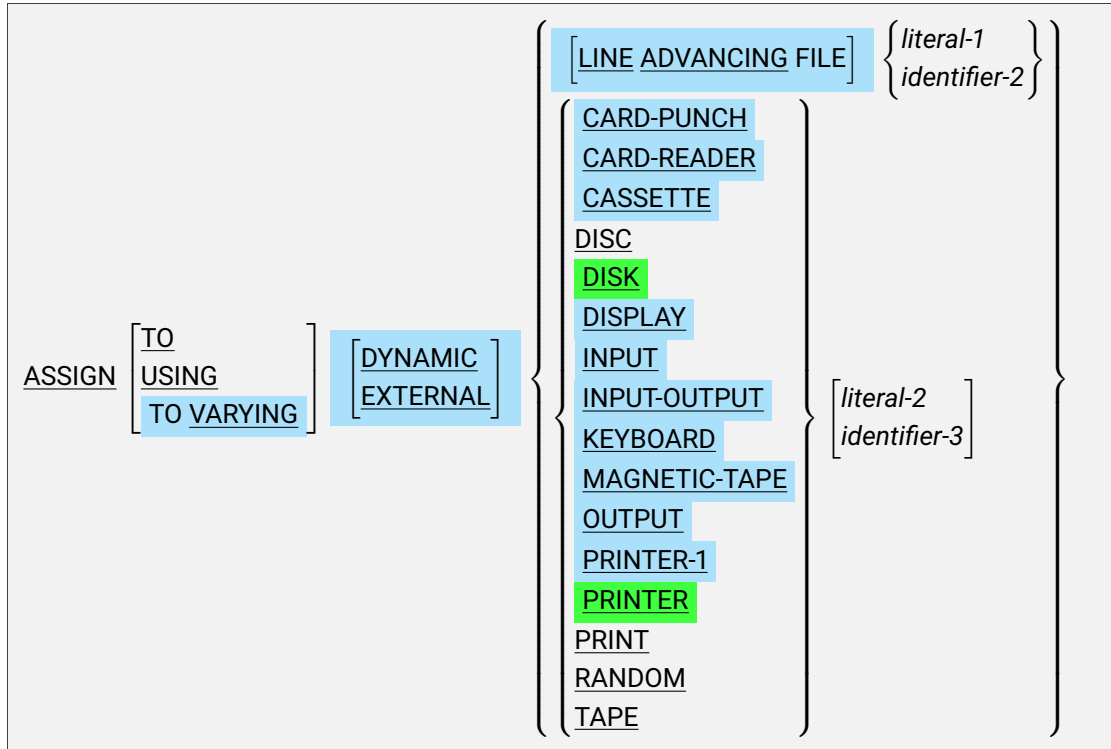 [LINE ADVANCING FILE] {literal-1
identifier-2}
CARD-PUNCH
CARD-READER
CASSETTE
DISC
DISK
DISPLAY
INPUT
INPUT-OUTPUT
KEYBOARD
MAGNETIC-TAPE
OUTPUT
PRINTER-1
PRINTER
PRINT
RANDOM
TAPE
ASSIGN
[TO
USING
TO VARYING]
[DYNAMIC
EXTERNAL]
[literal-2
identifier-3]